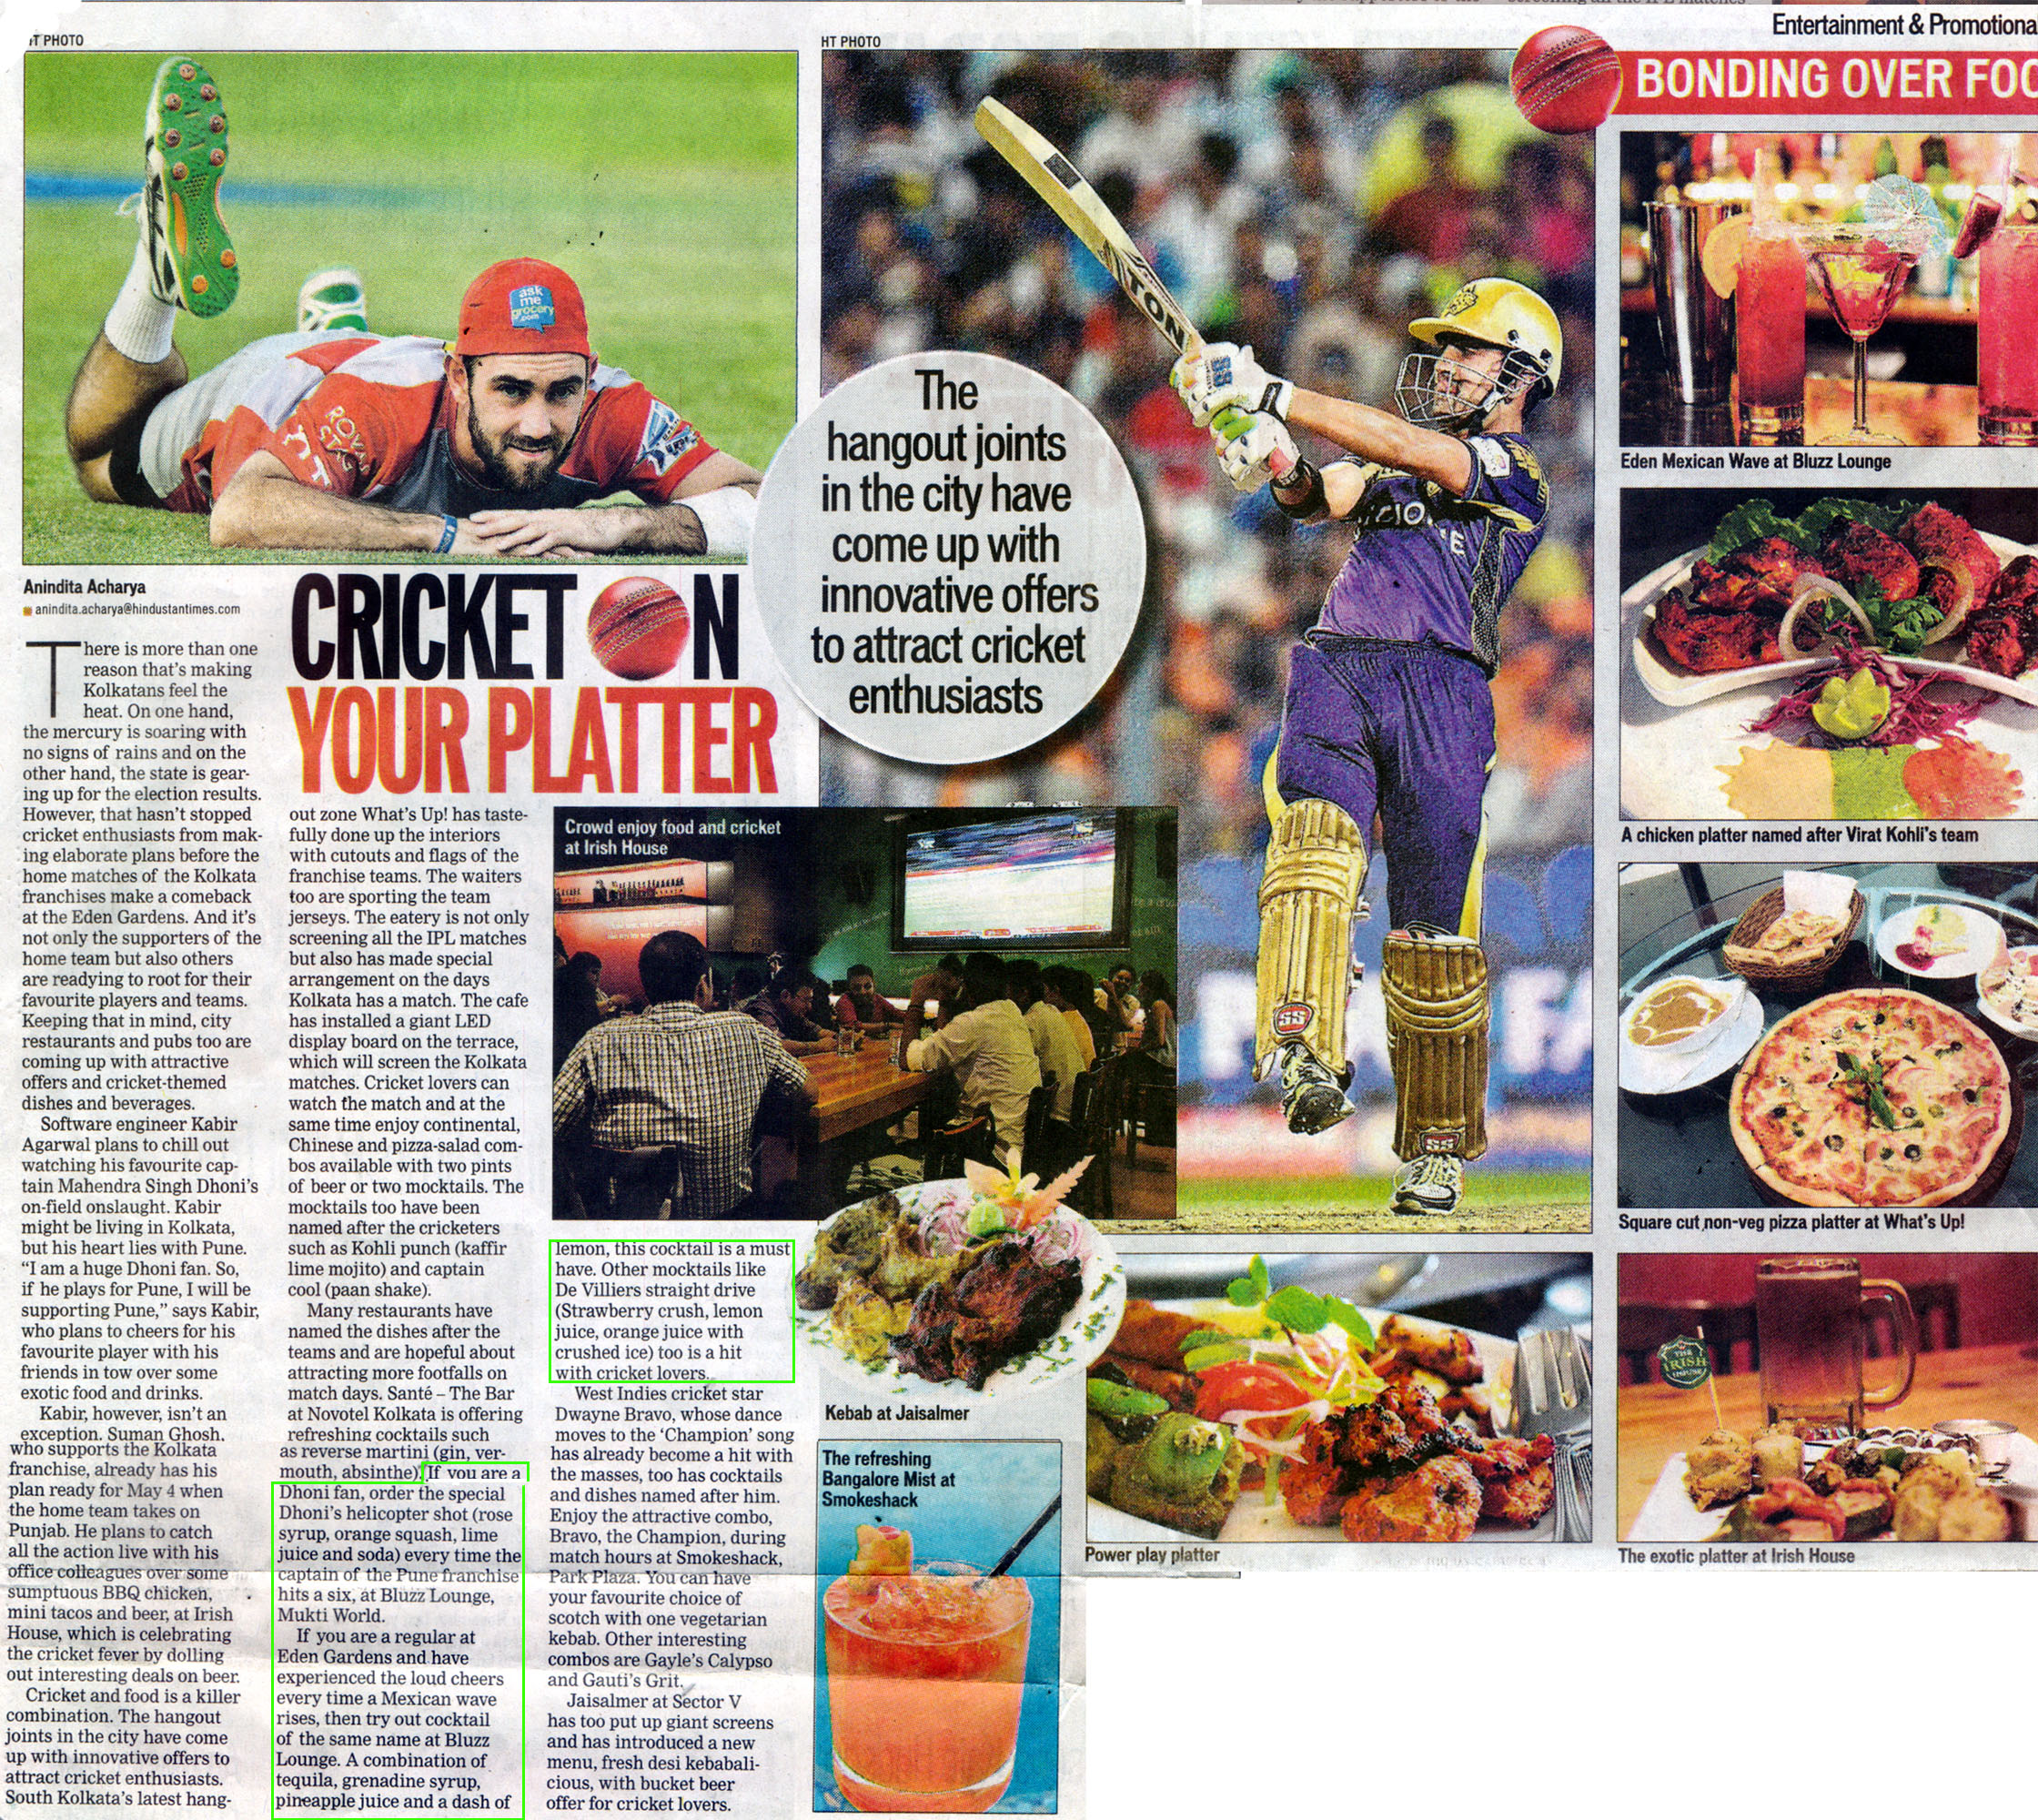 HT PHOTO
HT PHOTO
Entertainment & Promotiona
BONDING OVER FOO
ask
me
grocery
.com
ROYAL
STAG
TON
The
hangout joints
in the city have
come up with
innovative offers
to attract cricket
enthusiasts
Anindita Acharya
anindita.acharya@hindustantimes.com
CRICKET ON
YOUR PLATTER
There is more than one
reason that's making
Kolkatans feel the
heat. On one hand,
the mercury is soaring with
no signs of rains and on the
other hand, the state is gear-
ing up for the election results.
However, that hasn't stopped
cricket enthusiasts from mak-
ing elaborate plans before the
home matches of the Kolkata
franchises make a comeback
at the Eden Gardens. And it's
not only the supporters of the
home team but also others
are readying to root for their
favourite players and teams.
Keeping that in mind, city
restaurants and pubs too are
coming up with attractive
offers and cricket-themed
dishes and beverages.
Software engineer Kabir
Agarwal plans to chill out
watching his favourite cap-
tain Mahendra Singh Dhoni's
on-field onslaught. Kabir
might be living in Kolkata,
but his heart lies with Pune.
"I am a huge Dhoni fan. So,
if he plays for Pune, I will be
supporting Pune," says Kabir,
who plans to cheers for his
favourite player with his
friends in tow over some
exotic food and drinks.
Kabir, however, isn't an
exception. Suman Ghosh,
who supports the Kolkata
franchise, already has his
plan ready for May 4 when
the home team takes on
Punjab. He plans to catch
all the action live with his
office colleagues over some
sumptuous BBQ chicken,
mini tacos and beer, at Irish
House, which is celebrating
the cricket fever by dolling
out interesting deals on beer.
Cricket and food is a killer
combination. The hangout
joints in the city have come
up with innovative offers to
attract cricket enthusiasts.
South Kolkata's latest hang-
out zone What's Up! has taste-
fully done up the interiors
with cutouts and flags of the
franchise teams. The waiters
too are sporting the team
jerseys. The eatery is not only
screening all the IPL matches
but also has made special
arrangement on the days
Kolkata has a match. The cafe
has installed a giant LED
display board on the terrace,
which will screen the Kolkata
matches. Cricket lovers can
watch the match and at the
same time enjoy continental,
Chinese and pizza-salad com-
bos available with two pints
of beer or two mocktails. The
mocktails too have been
named after the cricketers
such as Kohli punch (kaffir
lime mojito) and captain
cool (paan shake).
Many restaurants have
named the dishes after the
teams and are hopeful about
attracting more footfalls on
match days. Santé – The Bar
at Novotel Kolkata is offering
refreshing cocktails such
as reverse martini (gin, ver-
mouth, absinthe). If you are a
Dhoni fan, order the special
Dhoni's helicopter shot (rose
syrup, orange squash, lime
juice and soda) every time the
captain of the Pune franchise
hits a six, at Bluzz Lounge,
Mukti World.
If you are a regular at
Eden Gardens and have
experienced the loud cheers
every time a Mexican wave
rises, then try out cocktail
of the same name at Bluzz
Lounge. A combination of
tequila, grenadine syrup,
pineapple juice and a dash of
Crowd enjoy food and cricket
at Irish House
lemon, this cocktail is a must
have. Other mocktails like
De Villiers straight drive
(Strawberry crush, lemon
juice, orange juice with
crushed ice) too is a hit
with cricket lovers.
West Indies cricket star
Dwayne Bravo, whose dance
moves to the 'Champion' song
has already become a hit with
the masses, too has cocktails
and dishes named after him.
Enjoy the attractive combo,
Bravo, the Champion, during
match hours at Smokeshack,
Park Plaza. You can have
your favourite choice of
scotch with one vegetarian
kebab. Other interesting
combos are Gayle's Calypso
and Gauti's Grit.
Jaisalmer at Sector V
has too put up giant screens
and has introduced a new
menu, fresh desi kebabali-
cious, with bucket beer
offer for cricket lovers.
Kebab at Jaisalmer
The refreshing
Bangalore Mist at
Smokeshack
SS
SS
Power play platter
Eden Mexican Wave at Bluzz Lounge
A chicken platter named after Virat Kohli's team
Square cut non-veg pizza platter at What's Up!
THE
IRISH
HOUSE
The exotic platter at Irish House